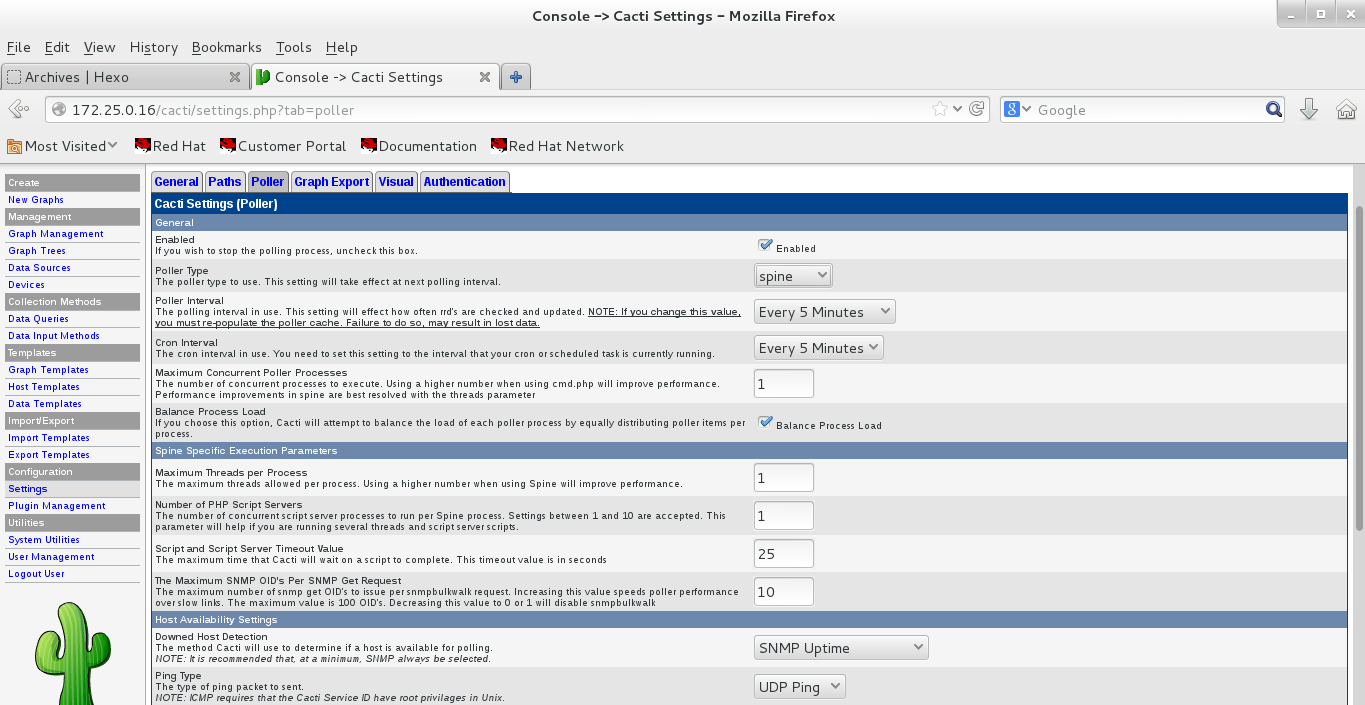 Console -> Cacti Settings - Mozilla Firefox
File Edit View History Bookmarks Tools Help
Archives | Hexo
Console -> Cacti Settings
172.25.0.16/cacti/settings.php?tab=poller
Google
Most Visited Red Hat Customer Portal Documentation Red Hat Network
Create
New Graphs
Management
Graph Management
Graph Trees
Data Sources
Devices
Collection Methods
Data Queries
Data Input Methods
Templates
Graph Templates
Host Templates
Data Templates
Import/Export
Import Templates
Export Templates
Configuration
Settings
Plugin Management
Utilities
System Utilities
User Management
Logout User
General Paths Poller Graph Export Visual Authentication
Cacti Settings (Poller)
General
Enabled
If you wish to stop the polling process, uncheck this box.
Enabled
Poller Type
The poller type to use. This setting will take effect at next polling interval.
spine
Poller Interval
The polling interval in use. This setting will effect how often rrd's are checked and updated. NOTE: If you change this value,
you must re-populate the poller cache. Failure to do so, may result in lost data.
Every 5 Minutes
Cron Interval
The cron interval in use. You need to set this setting to the interval that your cron or scheduled task is currently running.
Every 5 Minutes
Maximum Concurrent Poller Processes
The number of concurrent processes to execute. Using a higher number when using cmd.php will improve performance.
Performance improvements in spine are best resolved with the threads parameter
1
Balance Process Load
If you choose this option, Cacti will attempt to balance the load of each poller process by equally distributing poller items per
process.
Balance Process Load
Spine Specific Execution Parameters
Maximum Threads per Process
The maximum threads allowed per process. Using a higher number when using Spine will improve performance.
1
Number of PHP Script Servers
The number of concurrent script server processes to run per Spine process. Settings between 1 and 10 are accepted. This
parameter will help if you are running several threads and script server scripts.
1
Script and Script Server Timeout Value
The maximum time that Cacti will wait on a script to complete. This timeout value is in seconds
25
The Maximum SNMP OID's Per SNMP Get Request
The maximum number of snmp get OID's to issue per snmpbulkwalk request. Increasing this value speeds poller performance
over slow links. The maximum value is 100 OID's. Decreasing this value to 0 or 1 will disable snmpbulkwalk
10
Host Availability Settings
Downed Host Detection
The method Cacti will use to determine if a host is available for polling.
NOTE: It is recommended that, at a minimum, SNMP always be selected.
SNMP Uptime
Ping Type
The type of ping packet to sent.
NOTE: ICMP requires that the Cacti Service ID have root privilages in Unix.
UDP Ping